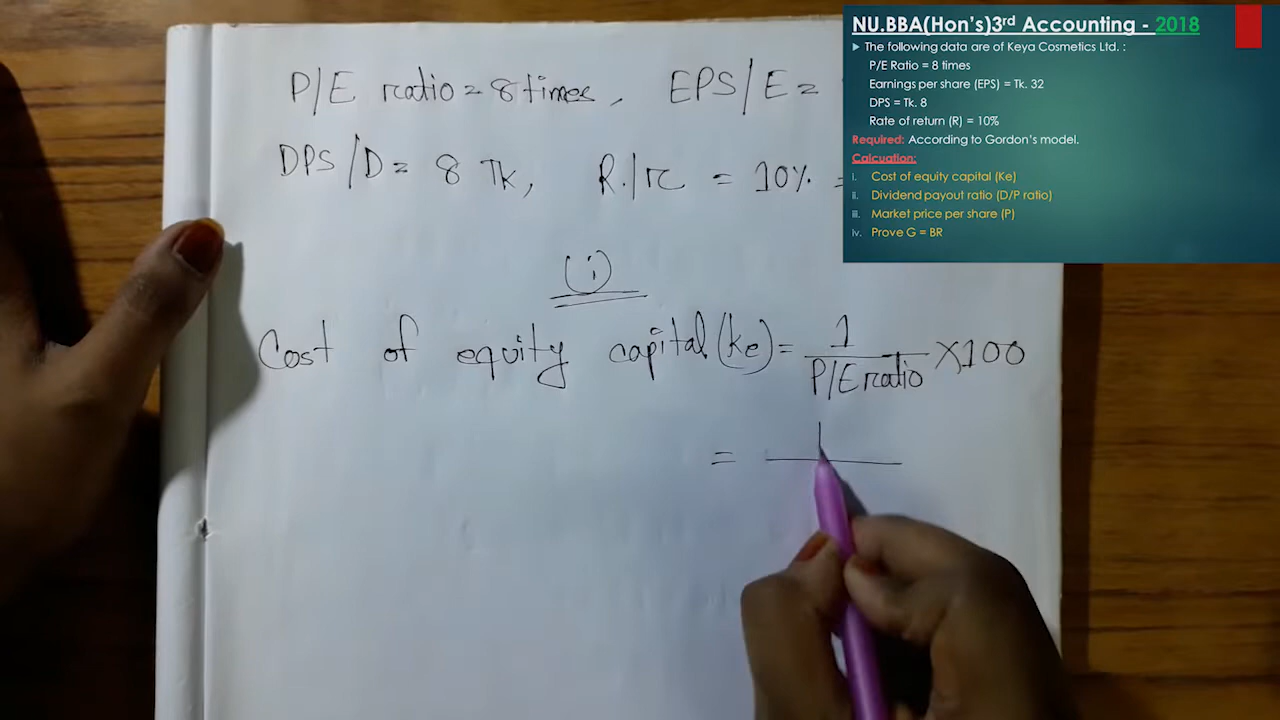 NU.BBA(Hon's)3rd Accounting - 2018
The following data are of Keya Cosmetics Ltd. :
P/E Ratio = 8 times
Earnings per share (EPS) = Tk. 32
DPS = Tk. 8
Rate of return (R) = 10%
Required: According to Gordon's model.
Calcuation:
i. Cost of equity capital (Ke)
ii. Dividend payout ratio (D/P ratio)
iii. Market price per share (P)
iv. Prove G = BR
P/E ratio = 8 times, EPS/E =
DPS/D = 8 Tk, R./r = 10% =
(i)
Cost of equity capital (ke) = 1
P/E ratio ×100
= 1